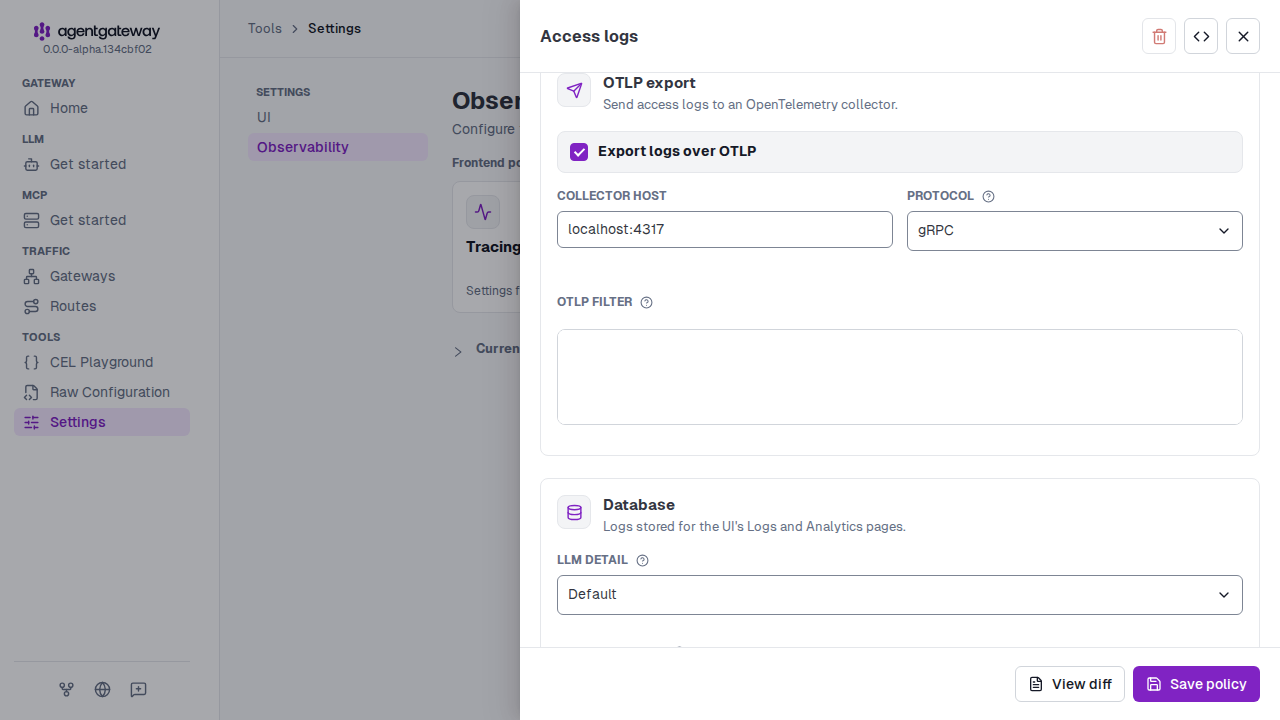 agentgateway
0.0.0-alpha.134cbf02
GATEWAY
Home
LLM
Get started
MCP
Get started
TRAFFIC
Gateways
Routes
TOOLS
CEL Playground
Raw Configuration
Settings
Tools
Settings
SETTINGS
UI
Observability
Configure
Frontend
Tracing
Settings
Access logs
OTLP export
Send access logs to an OpenTelemetry collector.
Export logs over OTLP
COLLECTOR HOST
PROTOCOL
localhost:4317
gRPC
OTLP FILTER
Database
Logs stored for the UI's Logs and Analytics pages.
LLM DETAIL
Default
View diff
Save policy